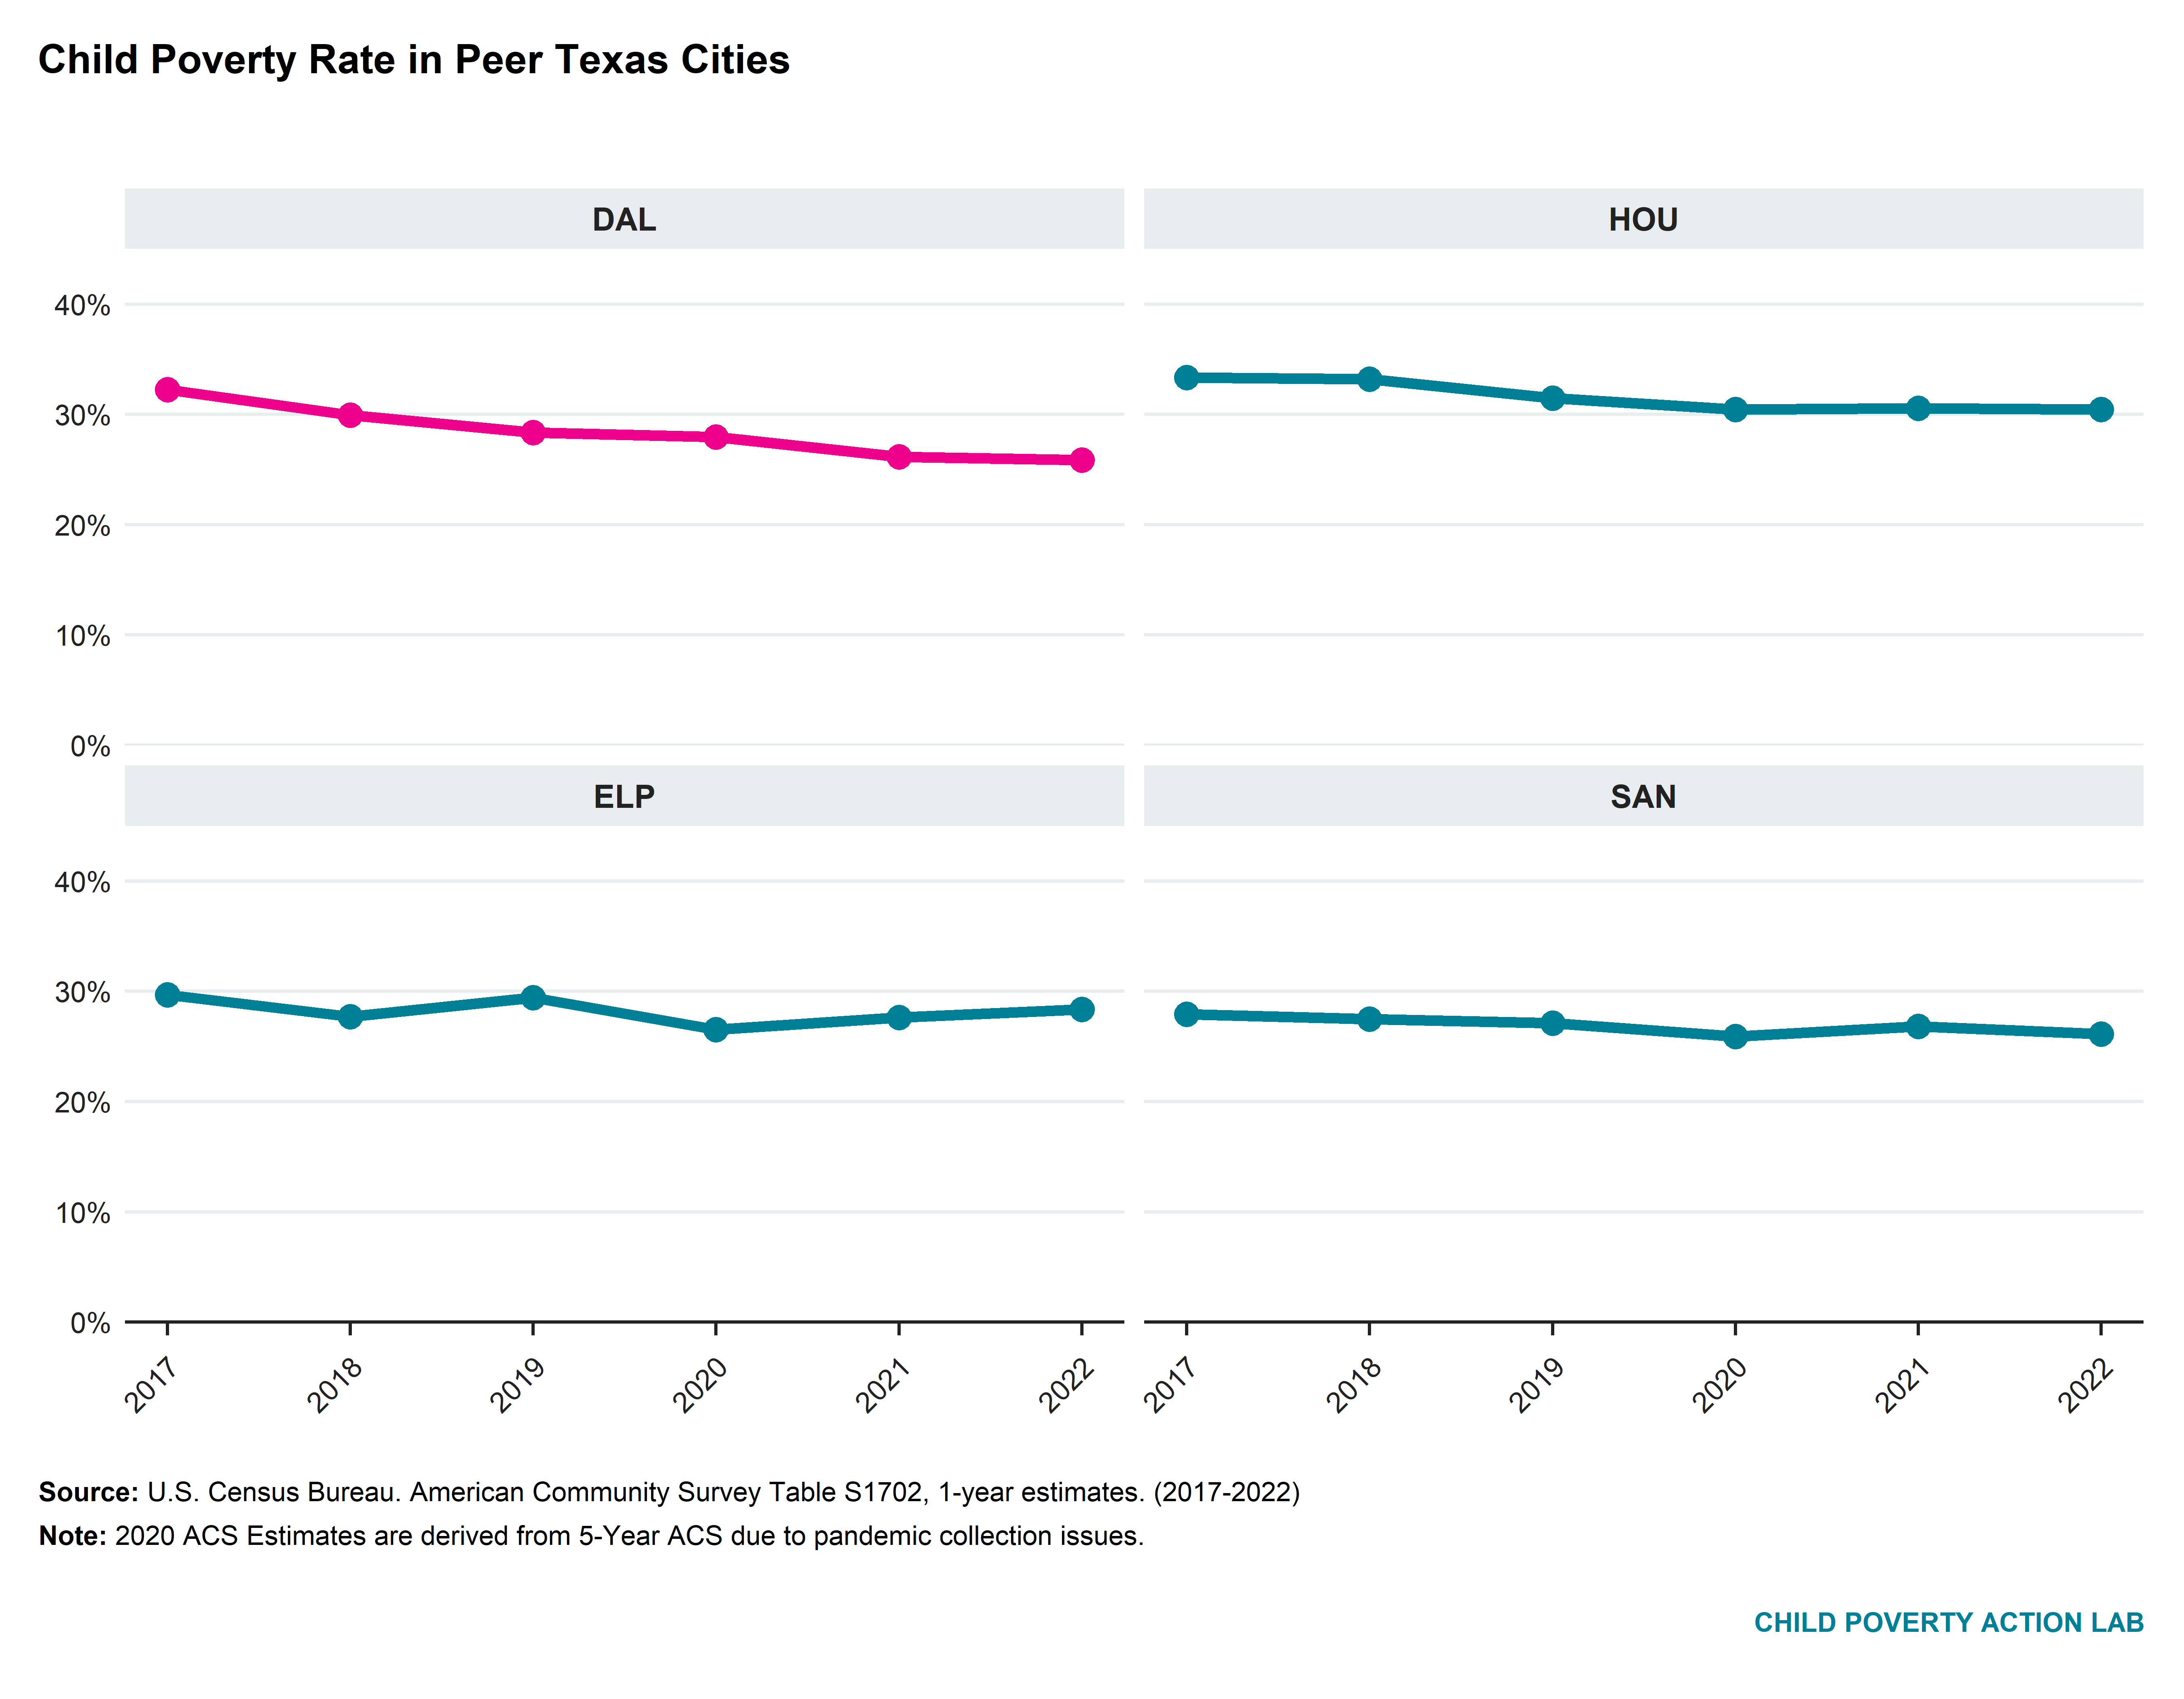 Child Poverty Rate in Peer Texas Cities
DAL
HOU
40%
30%
20%
10%
0%
ELP
SAN
40%
30%
20%
10%
0%
2017 2018 2019 2020 2021 2022 2017 2018 2019 2020 2021 2022
Source: U.S. Census Bureau. American Community Survey Table S1702, 1-year estimates. (2017-2022)
Note: 2020 ACS Estimates are derived from 5-Year ACS due to pandemic collection issues.
CHILD POVERTY ACTION LAB